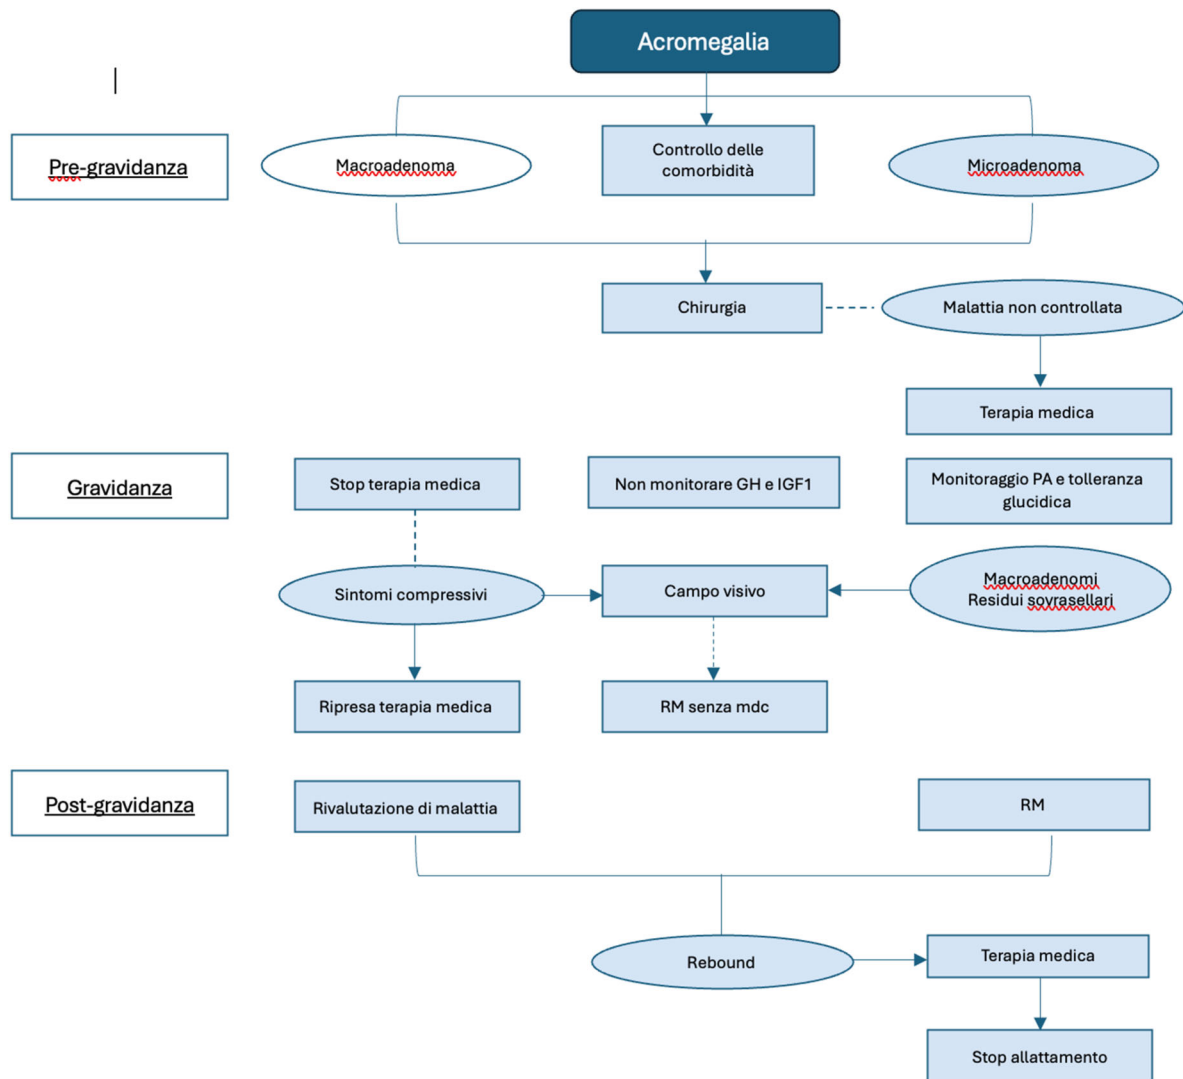 Acromegalia
Pre-gravidanza
Macroadenoma
Controllo delle
comorbidità
Microadenoma
Chirurgia
Malattia non controllata
Terapia medica
Gravidanza
Stop terapia medica
Non monitorare GH e IGF1
Monitoraggio PA e tolleranza
glucidica
Sintomi compressivi
Campo visivo
Macroadenomi
Residui sovrasellari
Ripresa terapia medica
RM senza mdc
Post-gravidanza
Rivalutazione di malattia
RM
Rebound
Terapia medica
Stop allattamento